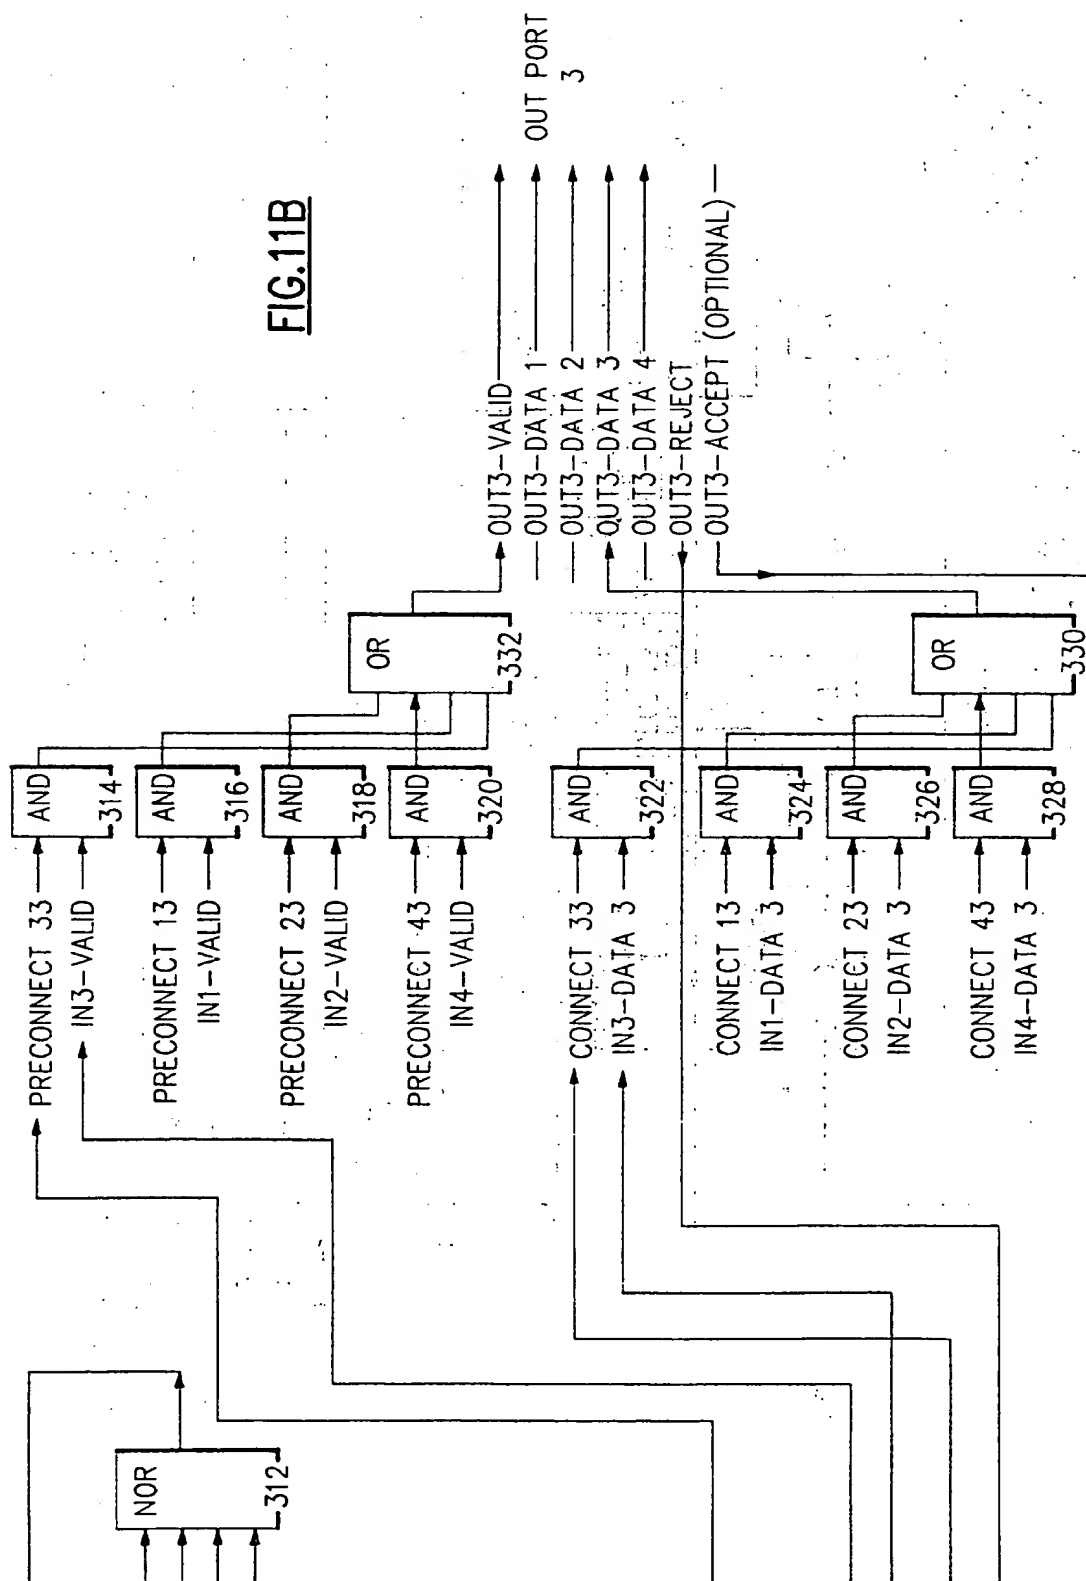 FIG.11B
NOR
312
PRECONNECT 33
IN3-VALID
AND
314
PRECONNECT 13
IN1-VALID
AND
316
PRECONNECT 23
IN2-VALID
AND
318
PRECONNECT 43
IN4-VALID
AND
320
OR
332
CONNECT 33
IN3-DATA 3
AND
322
CONNECT 13
IN1-DATA 3
AND
324
CONNECT 23
IN2-DATA 3
AND
326
CONNECT 43
IN4-DATA 3
AND
328
OR
330
OUT3-VALID
OUT3-DATA 1
OUT3-DATA 2
OUT3-DATA 3
OUT3-DATA 4
OUT3-REJECT
OUT3-ACCEPT (OPTIONAL)
OUT PORT
3